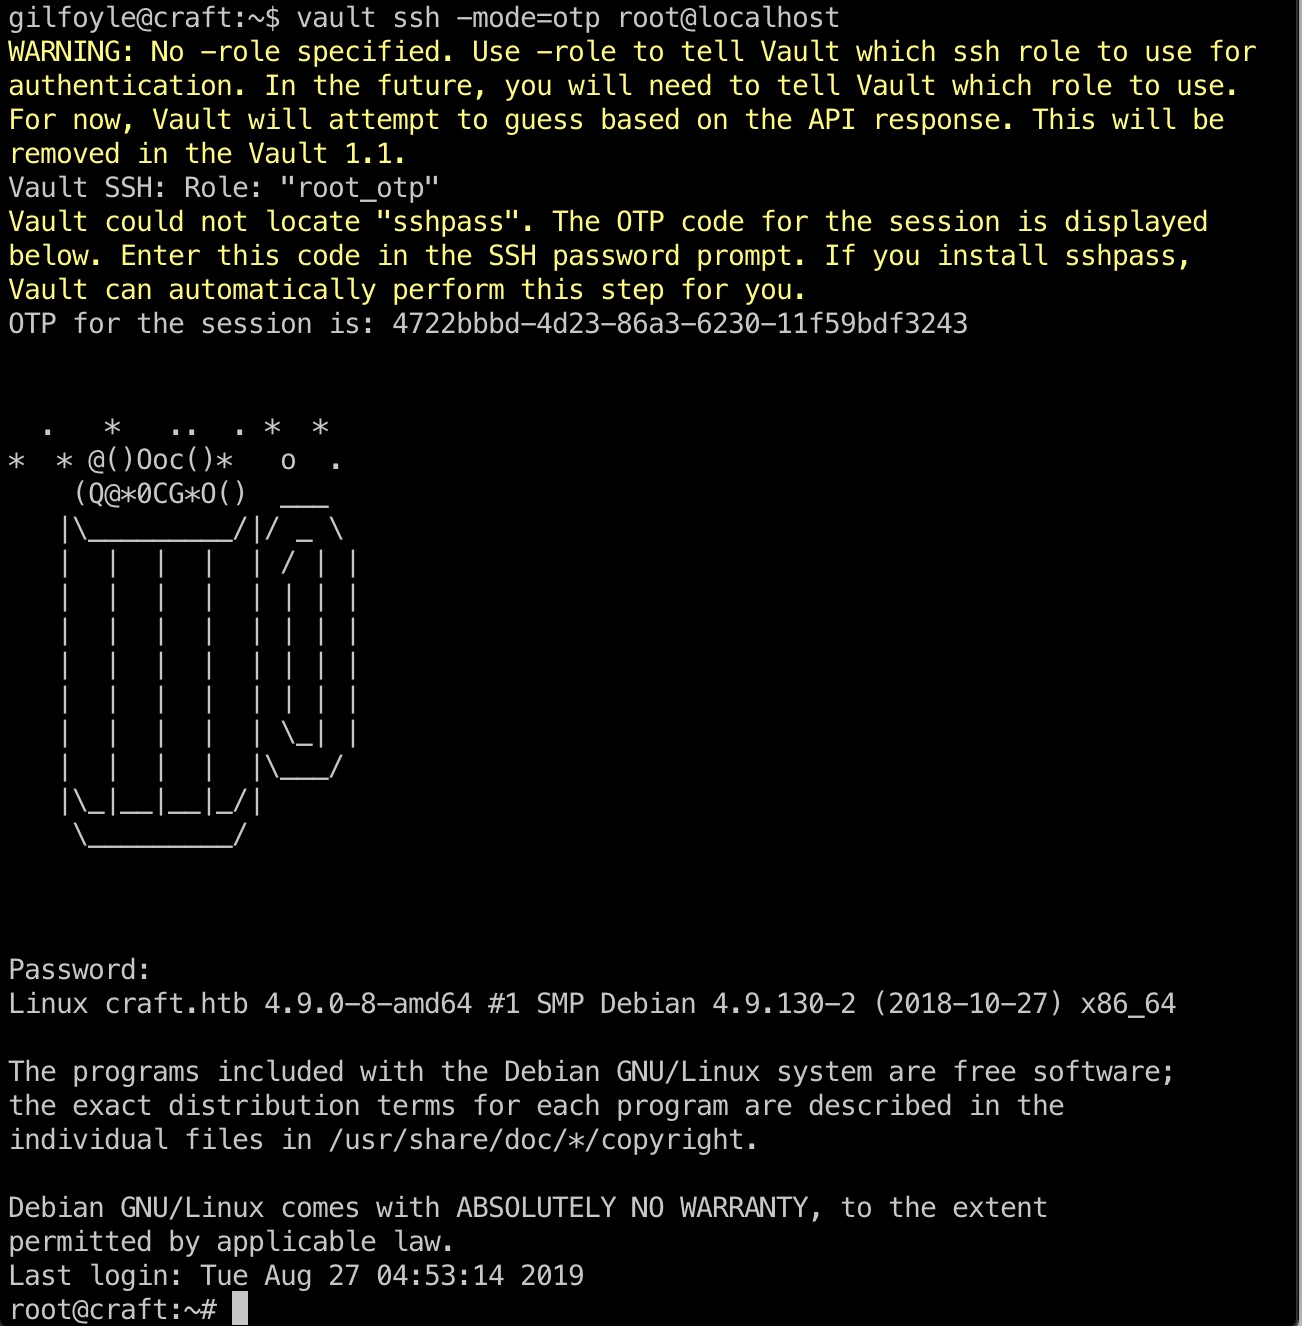 gilfoyle@craft:~$ vault ssh -mode=otp root@localhost
WARNING: No -role specified. Use -role to tell Vault which ssh role to use for
authentication. In the future, you will need to tell Vault which role to use.
For now, Vault will attempt to guess based on the API response. This will be
removed in the Vault 1.1.
Vault SSH: Role: "root_otp"
Vault could not locate "sshpass". The OTP code for the session is displayed
below. Enter this code in the SSH password prompt. If you install sshpass,
Vault can automatically perform this step for you.
OTP for the session is: 4722bbbd-4d23-86a3-6230-11f59bdf3243
  .   *   ..  . *  *
*  * @()Ooc()*   o  .
    (Q@*0CG*O()  ___
   |\_________/|/ _ \
   |  |  |  |  | / | |
   |  |  |  |  | | | |
   |  |  |  |  | | | |
   |  |  |  |  | | | |
   |  |  |  |  | | | |
   |  |  |  |  | \_| |
   |  |  |  |  |\___/
   |\_|__|__|_/|
    \_________/
Password:
Linux craft.htb 4.9.0-8-amd64 #1 SMP Debian 4.9.130-2 (2018-10-27) x86_64
The programs included with the Debian GNU/Linux system are free software;
the exact distribution terms for each program are described in the
individual files in /usr/share/doc/*/copyright.
Debian GNU/Linux comes with ABSOLUTELY NO WARRANTY, to the extent
permitted by applicable law.
Last login: Tue Aug 27 04:53:14 2019
root@craft:~#